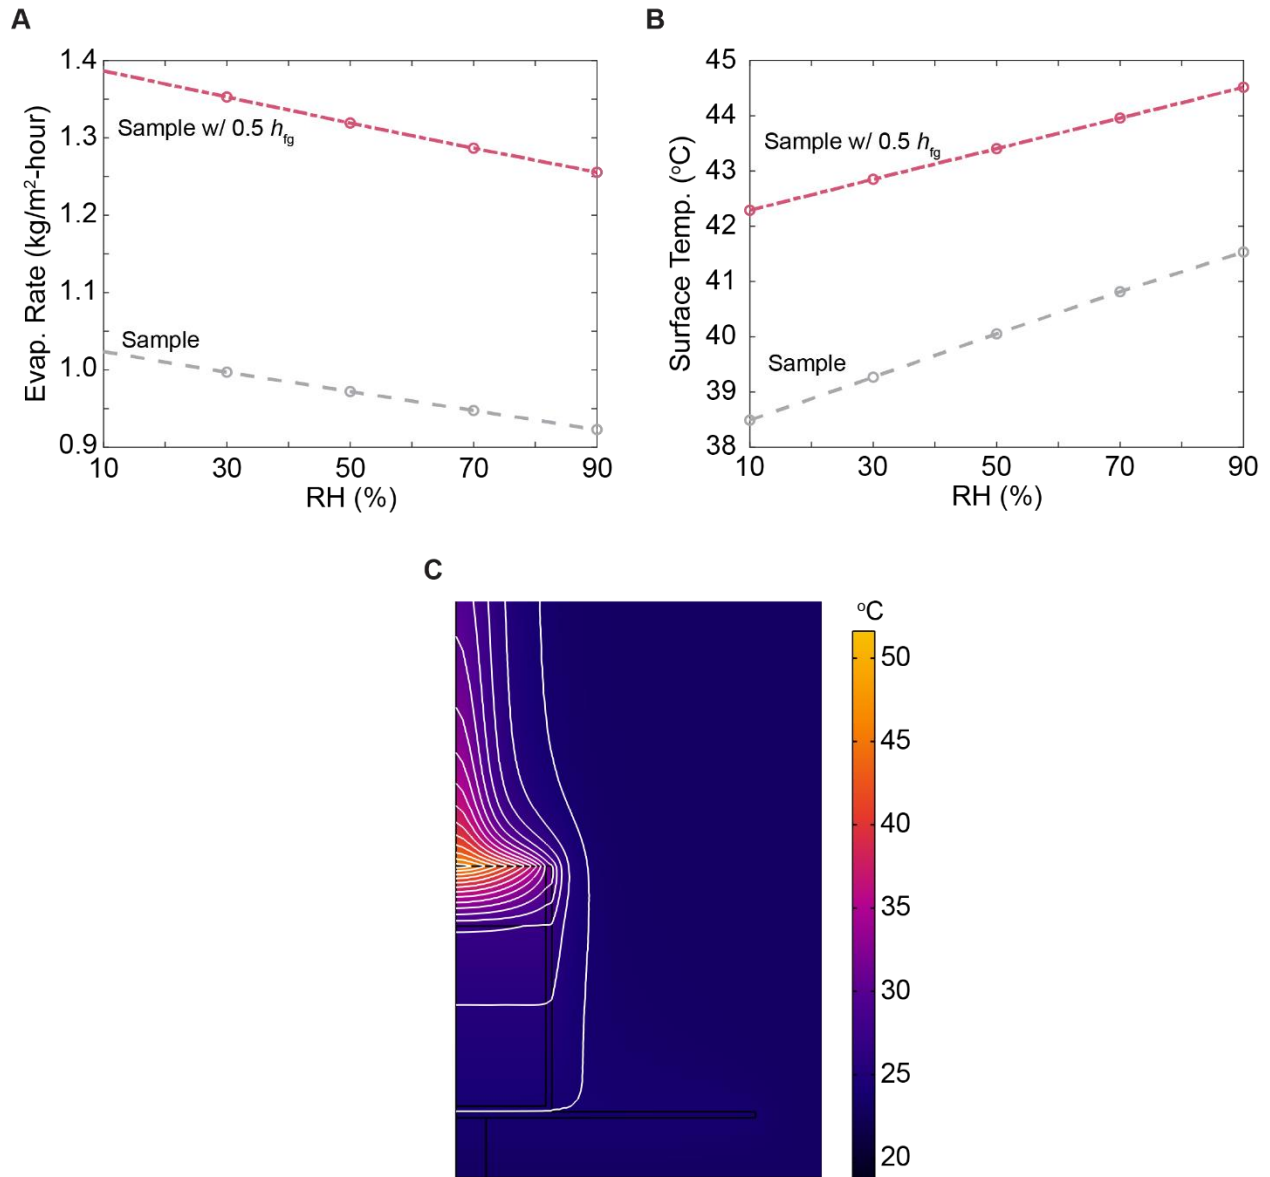 A
Evap. Rate (kg/m²-hour)
1.4
1.3
1.2
1.1
1.0
0.9
Sample w/ 0.5 hfg
Sample
10 30 50 70 90
RH (%)
B
Surface Temp. (°C)
45
44
43
42
41
40
39
38
Sample w/ 0.5 hfg
Sample
10 30 50 70 90
RH (%)
C
°C
50
45
40
35
30
25
20